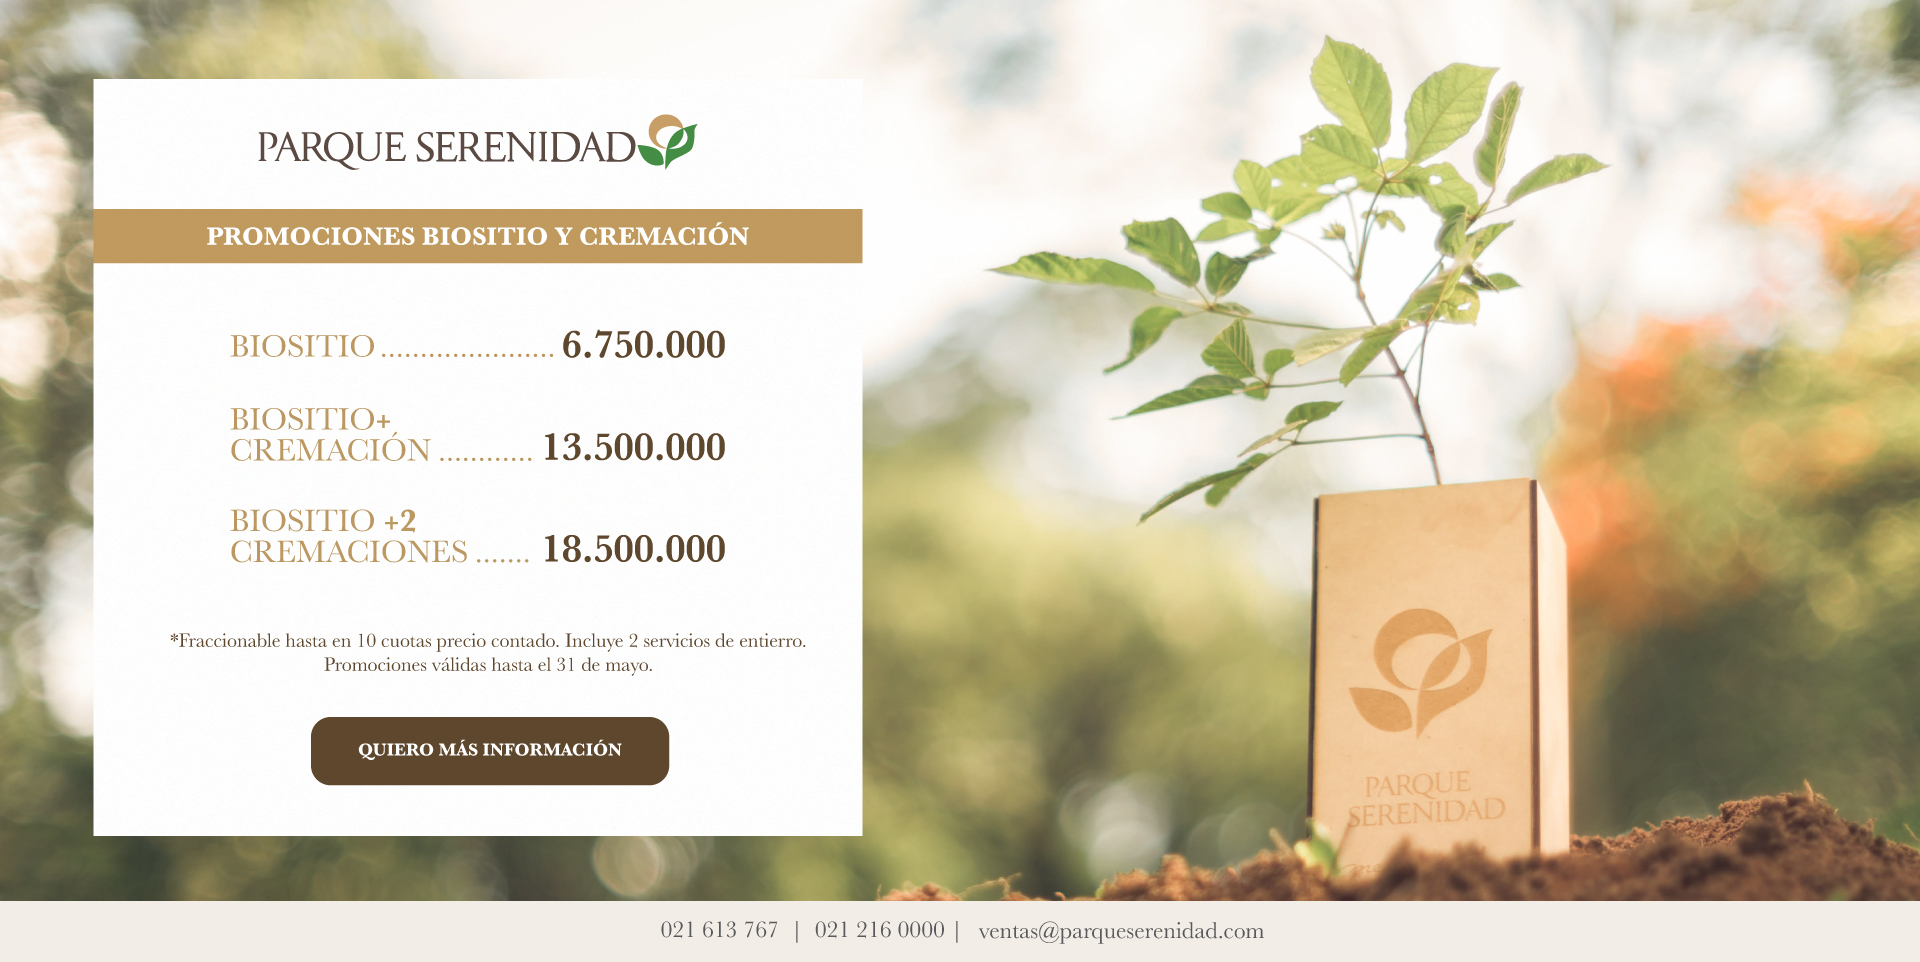 PARQUE SERENIDAD
PROMOCIONES BIOSITIO Y CREMACIÓN
BIOSITIO ...................... 6.750.000
BIOSITIO+
CREMACIÓN ............ 13.500.000
BIOSITIO +2
CREMACIONES ....... 18.500.000
*Fraccionable hasta en 10 cuotas precio contado. Incluye 2 servicios de entierro.
Promociones válidas hasta el 31 de mayo.
QUIERO MÁS INFORMACIÓN
PARQUE
SERENIDAD
021 613 767 | 021 216 0000 | ventas@parqueserenidad.com